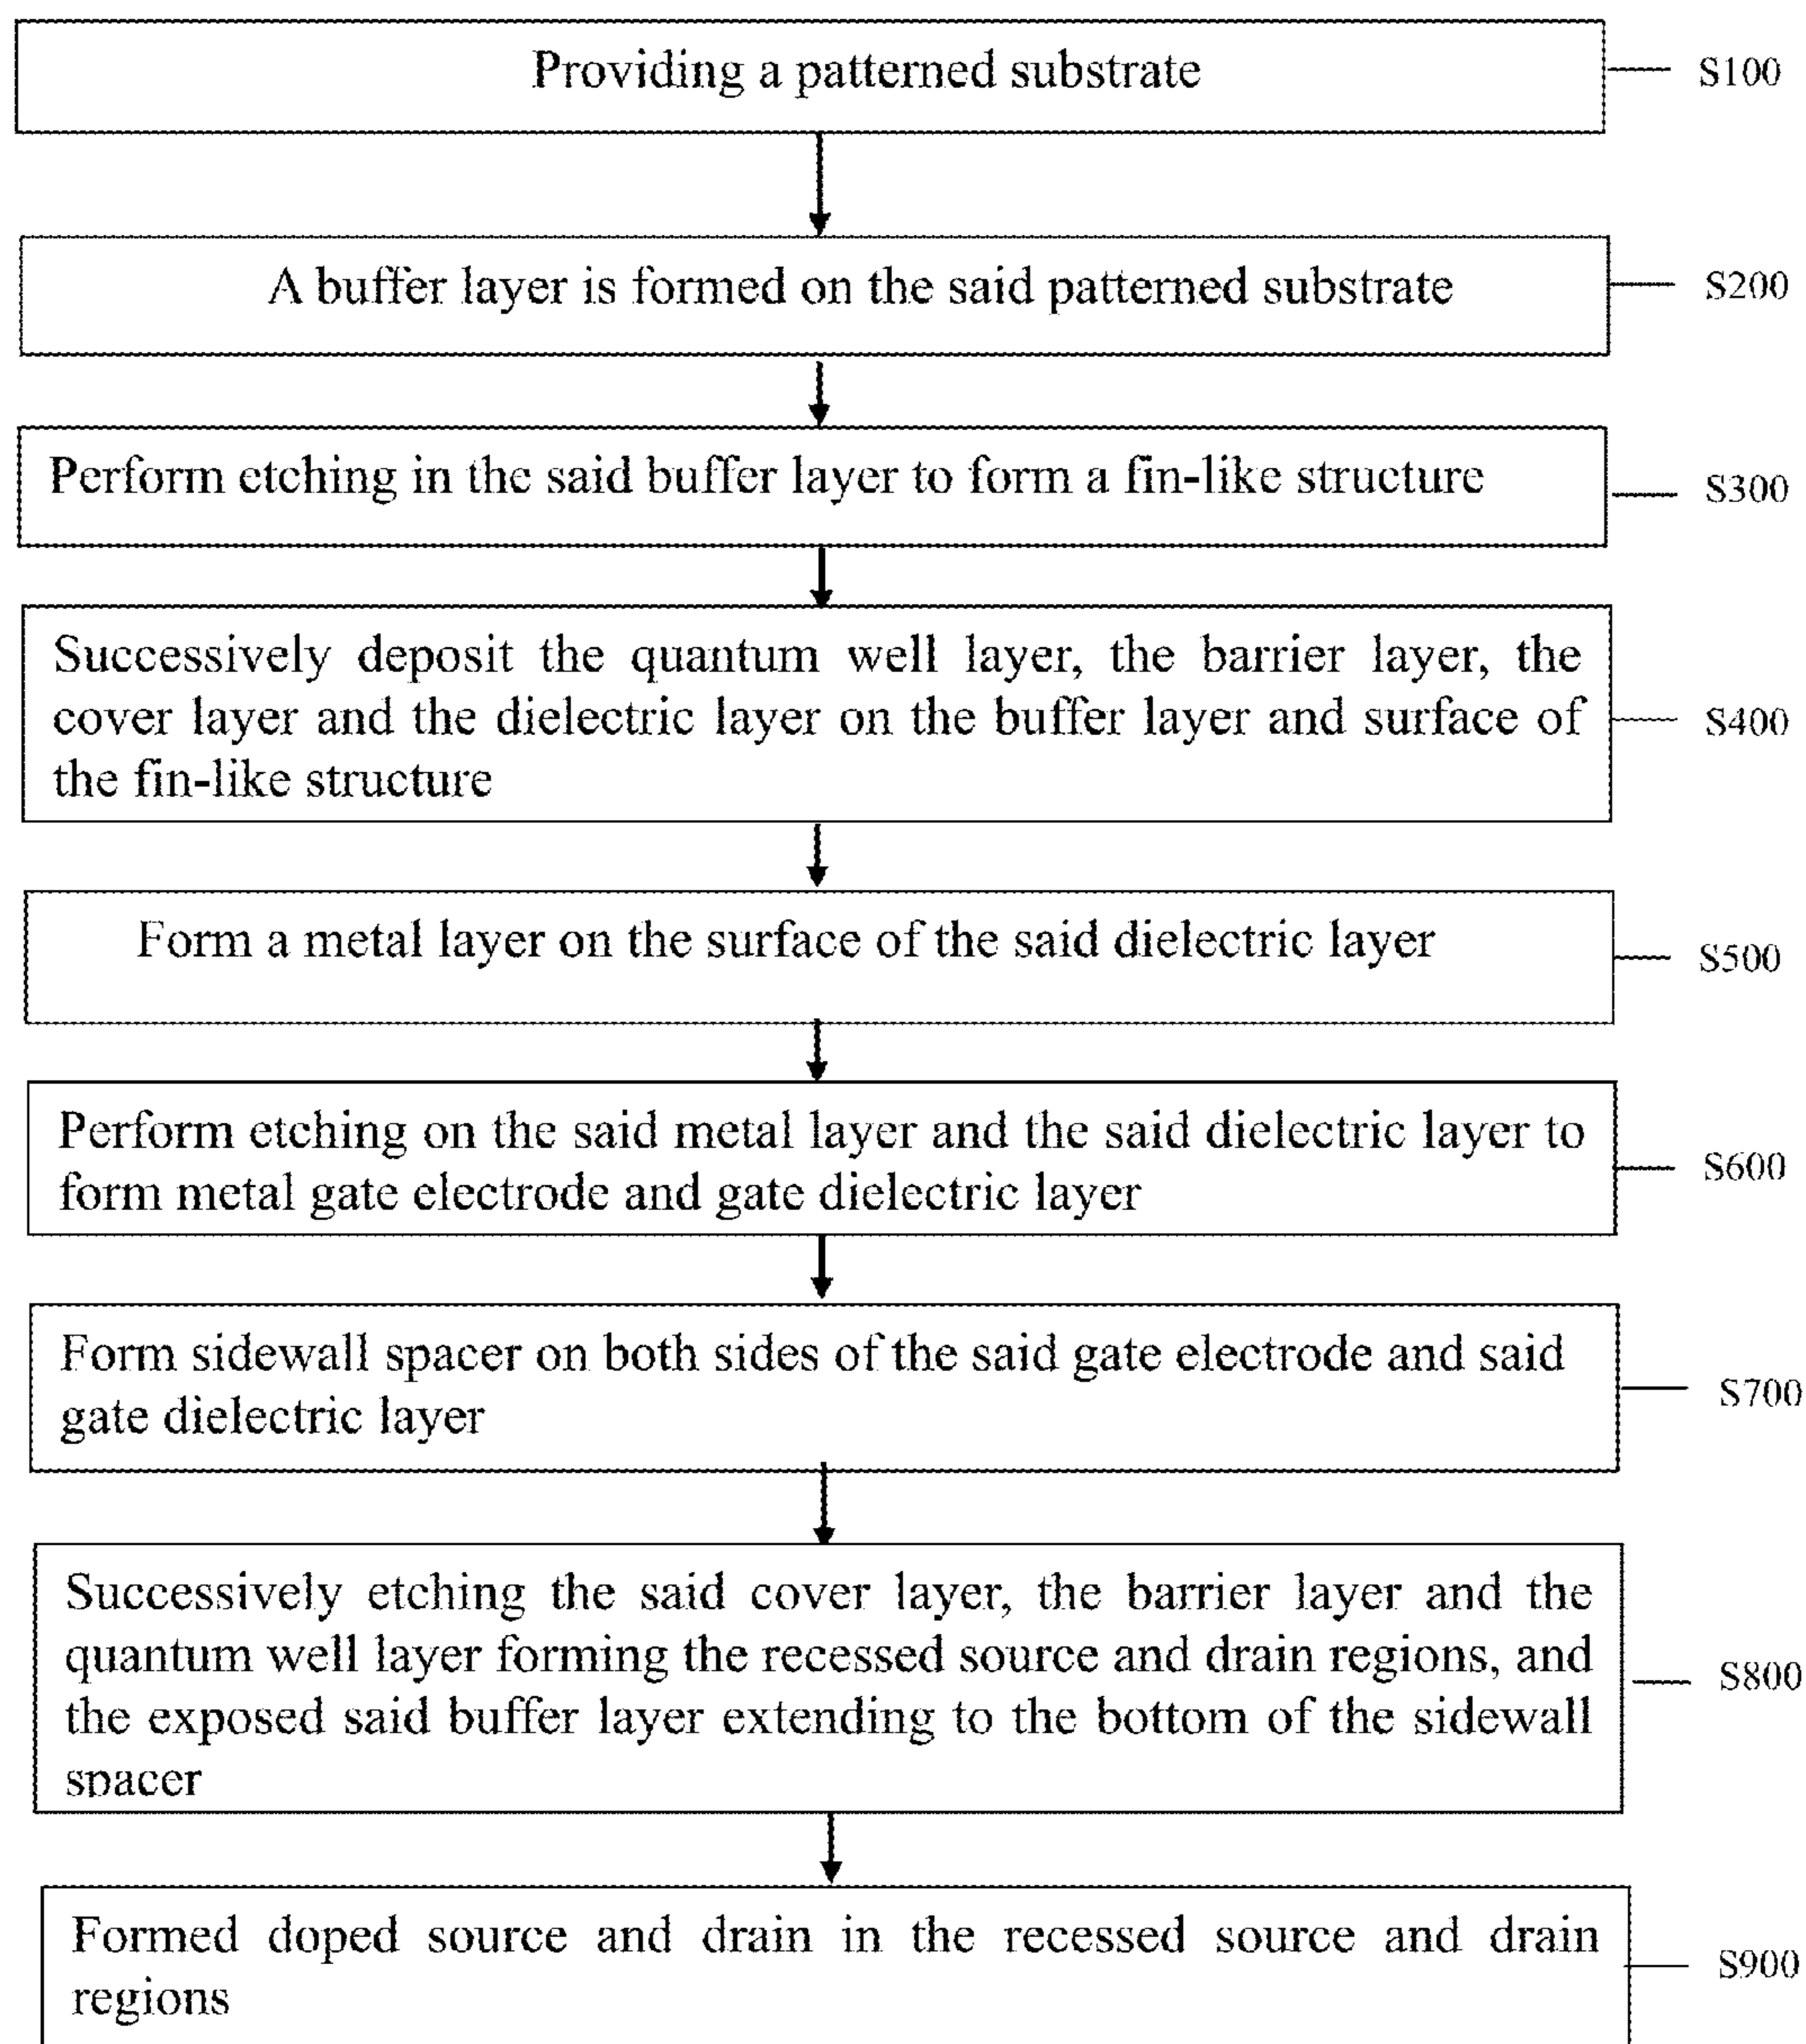 Providing a patterned substrate
S100
A buffer layer is formed on the said patterned substrate
S200
Perform etching in the said buffer layer to form a fin-like structure
S300
Successively deposit the quantum well layer, the barrier layer, the
cover layer and the dielectric layer on the buffer layer and surface of
the fin-like structure
S400
Form a metal layer on the surface of the said dielectric layer
S500
Perform etching on the said metal layer and the said dielectric layer to
form metal gate electrode and gate dielectric layer
S600
Form sidewall spacer on both sides of the said gate electrode and said
gate dielectric layer
S700
Successively etching the said cover layer, the barrier layer and the
quantum well layer forming the recessed source and drain regions, and
the exposed said buffer layer extending to the bottom of the sidewall
spacer
S800
Formed doped source and drain in the recessed source and drain
regions
S900